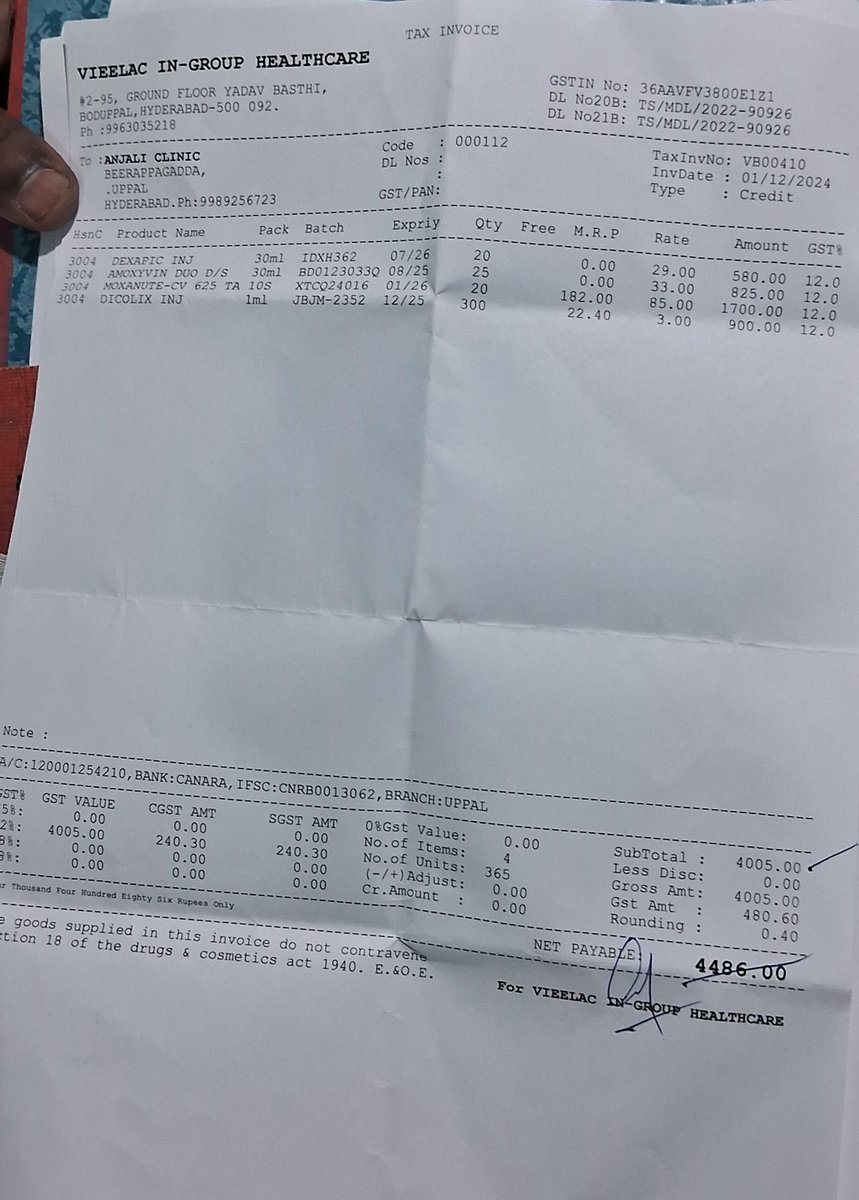 TAX INVOICE
VIEELAC IN-GROUP HEALTHCARE
#2-95, GROUND FLOOR YADAV BASTHI,
BODUPPAL,HYDERABAD-500 092.
Ph :9963035218
GSTIN No: 36AAVFV3800E1Z1
DL No20B: TS/MDL/2022-90926
DL No21B: TS/MDL/2022-90926
To :ANJALI CLINIC
BEERAPPAGADDA,
.UPPAL
HYDERABAD.Ph:9989256723
Code : 000112
DL Nos :
:
GST/PAN:
TaxInvNo: VB00410
InvDate : 01/12/2024
Type : Credit
HsnC Product Name Pack Batch Expriy Qty Free M.R.P Rate Amount GST%
3004 DEXAPIC INJ 30ml IDXH362 07/26 20 0.00 29.00 580.00 12.0
3004 AMOXYVIN DUO D/S 30ml BD0123033Q 08/25 25 0.00 33.00 825.00 12.0
3004 MOXANUTE-CV 625 TA 10S XTCQ24016 01/26 20 182.00 85.00 1700.00 12.0
3004 DICOLIX INJ 1ml JBJM-2352 12/25 300 22.40 3.00 900.00 12.0
Note :
A/C:120001254210,BANK:CANARA,IFSC:CNRB0013062,BRANCH:UPPAL
GST% GST VALUE CGST AMT SGST AMT
5%: 0.00 0.00 0.00
2%: 4005.00 240.30 240.30
8%: 0.00 0.00 0.00
8%: 0.00 0.00 0.00
0%Gst Value: 0.00
No.of Items: 4
No.of Units: 365
(-/+)Adjust: 0.00
Cr.Amount : 0.00
SubTotal : 4005.00
Less Disc: 0.00
Gross Amt: 4005.00
Gst Amt : 480.60
Rounding : 0.40
Thousand Four Hundred Eighty Six Rupees Only
goods supplied in this invoice do not contravene
ction 18 of the drugs & cosmetics act 1940. E.&O.E.
NET PAYABLE: 4486.00
For VIEELAC IN-GROUP HEALTHCARE